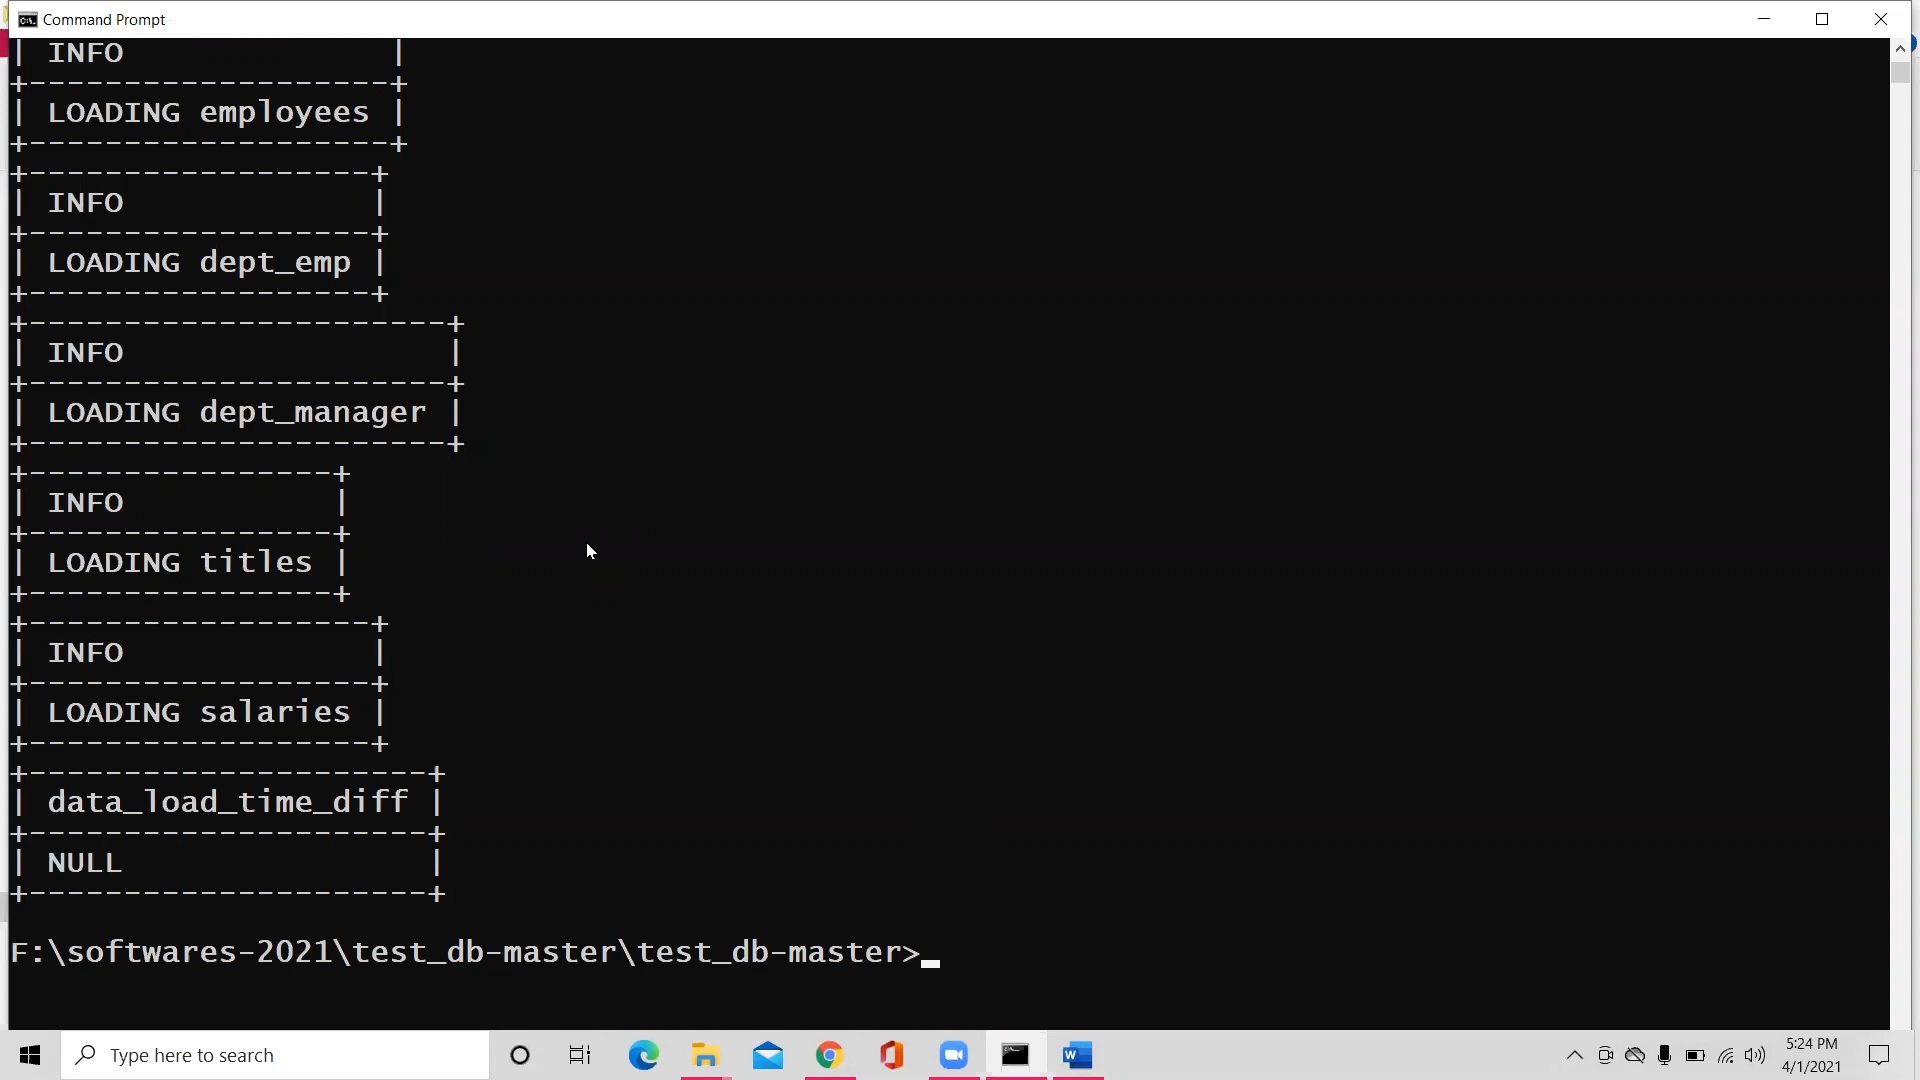 Command Prompt
| INFO              |
+-------------------+
| LOADING employees |
+-------------------+
+------------------+
| INFO             |
+------------------+
| LOADING dept_emp |
+------------------+
+----------------------+
| INFO                 |
+----------------------+
| LOADING dept_manager |
+----------------------+
+----------------+
| INFO           |
+----------------+
| LOADING titles |
+----------------+
+------------------+
| INFO             |
+------------------+
| LOADING salaries |
+------------------+
+---------------------+
| data_load_time_diff |
+---------------------+
| NULL                |
+---------------------+
F:\softwares-2021\test_db-master\test_db-master>_
Type here to search
5:24 PM
4/1/2021